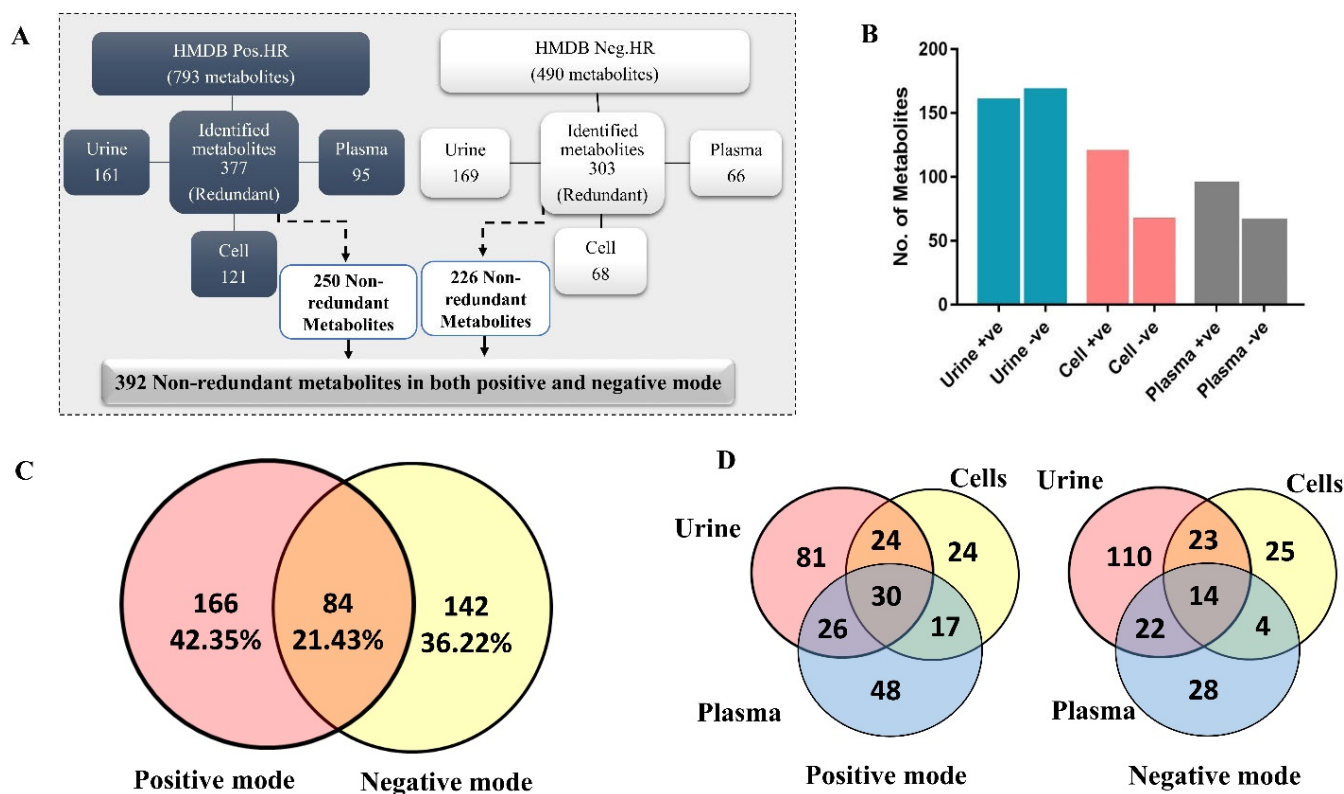 A
HMDB Pos.HR
(793 metabolites)
HMDB Neg.HR
(490 metabolites)
Urine
161
Identified
metabolites
377
(Redundant)
Plasma
95
Urine
169
Identified
metabolites
303
(Redundant)
Plasma
66
Cell
121
Cell
68
250 Non-
redundant
Metabolites
226 Non-
redundant
Metabolites
392 Non-redundant metabolites in both positive and negative mode
B
No. of Metabolites
200
150
100
50
0
Urine +ve
Urine -ve
Cell +ve
Cell -ve
Plasma +ve
Plasma -ve
C
166
42.35%
84
21.43%
142
36.22%
Positive mode
Negative mode
D
Urine
Cells
81
24
24
30
26
17
48
Plasma
Positive mode
Urine
Cells
110
23
25
14
22
4
28
Plasma
Negative mode